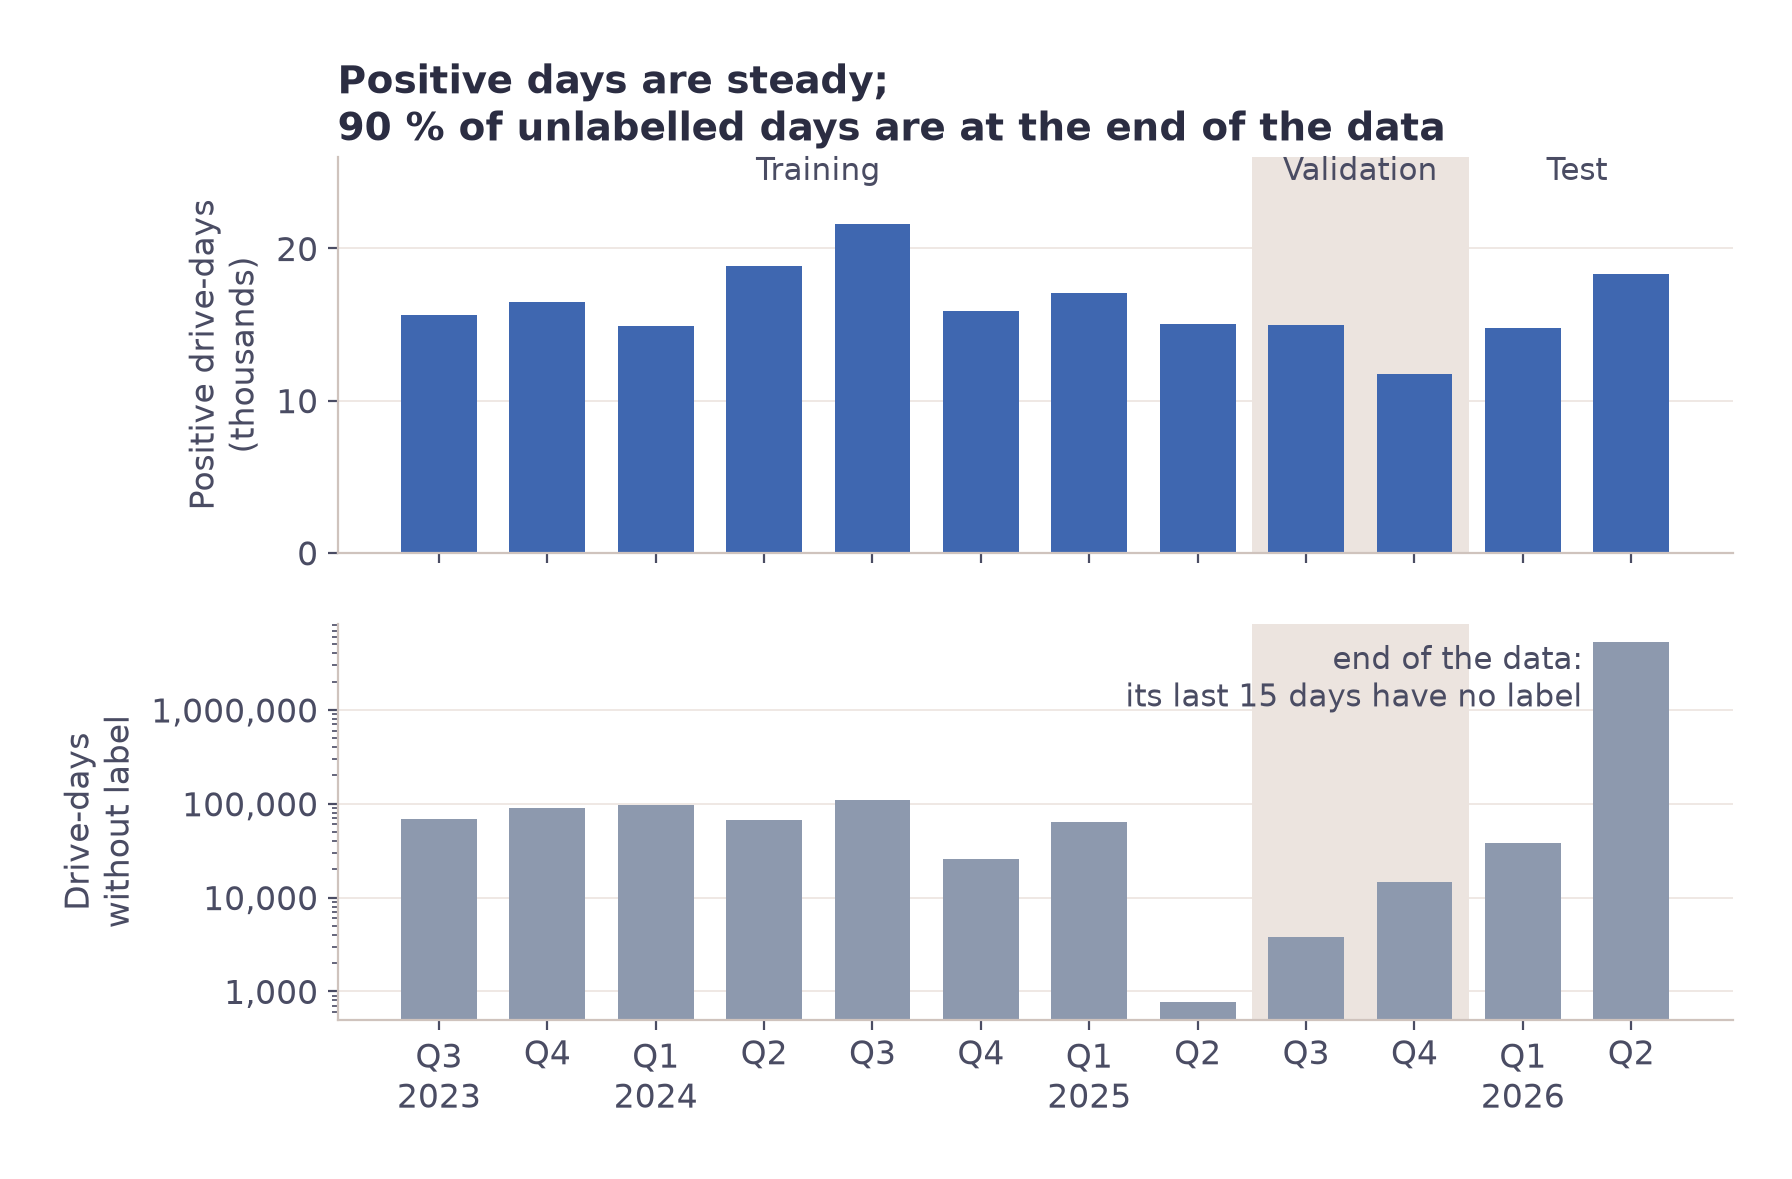 Positive days are steady;
90 % of unlabelled days are at the end of the data
Training
Validation
Test
Positive drive-days
(thousands)
20
10
0
end of the data:
its last 15 days have no label
Drive-days
without label
1,000,000
100,000
10,000
1,000
Q3 Q4 Q1 Q2 Q3 Q4 Q1 Q2 Q3 Q4 Q1 Q2
2023 2024 2025 2026